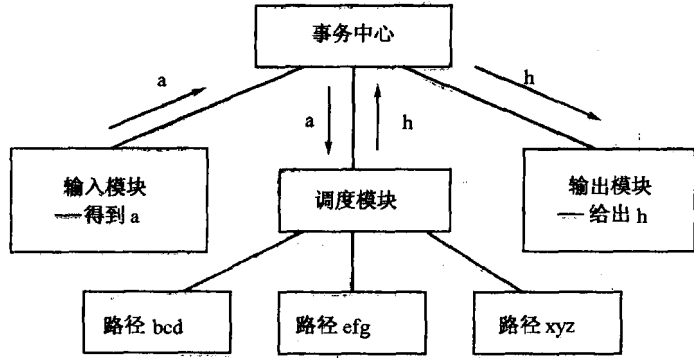 事务中心
a
a
h
h
输入模块
—得到 a
调度模块
输出模块
— 给出 h
路径 bcd
路径 efg
路径 xyz